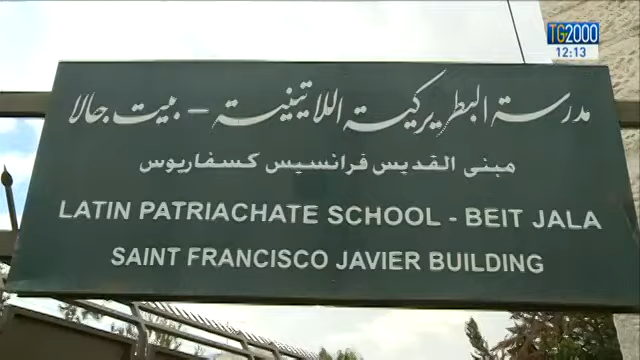 TG2000
12:13
مدرسة البطريركية اللاتينية - بيت جالا
مبنى القديس فرانسيس كسفاريوس
LATIN PATRIACHATE SCHOOL - BEIT JALA
SAINT FRANCISCO JAVIER BUILDING